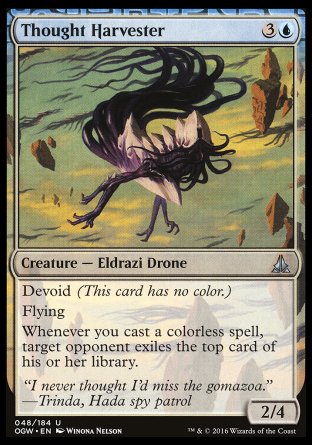 Thought Harvester 3
Creature — Eldrazi Drone
Devoid (This card has no color.)
Flying
Whenever you cast a colorless spell,
target opponent exiles the top card of
his or her library.
“I never thought I’d miss the gomazoa.”
—Trinda, Hada spy patrol
2/4
048/184 U
OGW • EN Winona Nelson
™ & © 2016 Wizards of the Coast